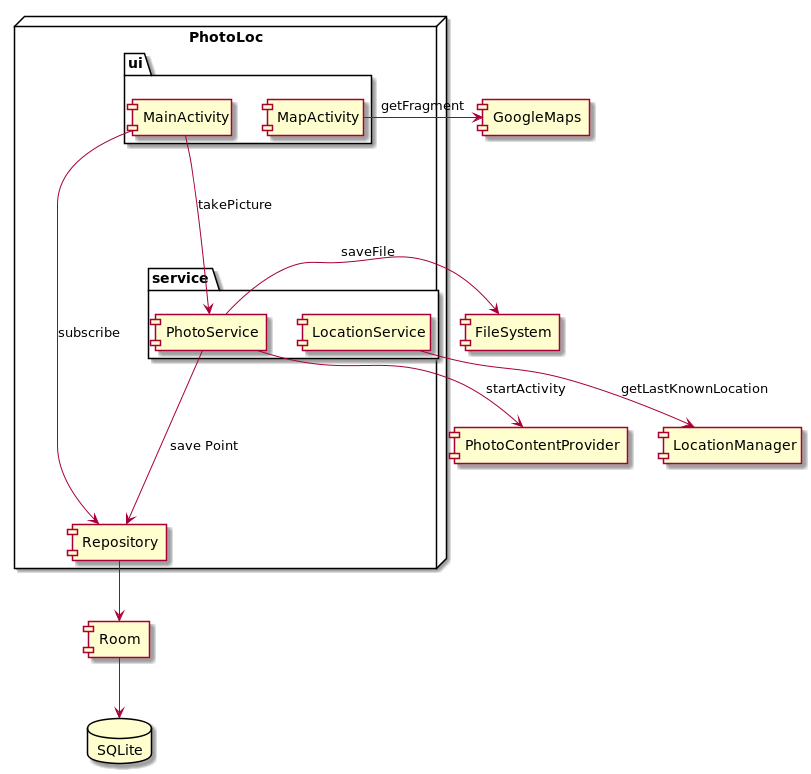 PhotoLoc
ui
MainActivity
MapActivity
getFragment
GoogleMaps
takePicture
saveFile
service
PhotoService
LocationService
FileSystem
subscribe
startActivity
getLastKnownLocation
save Point
PhotoContentProvider
LocationManager
Repository
Room
SQLite